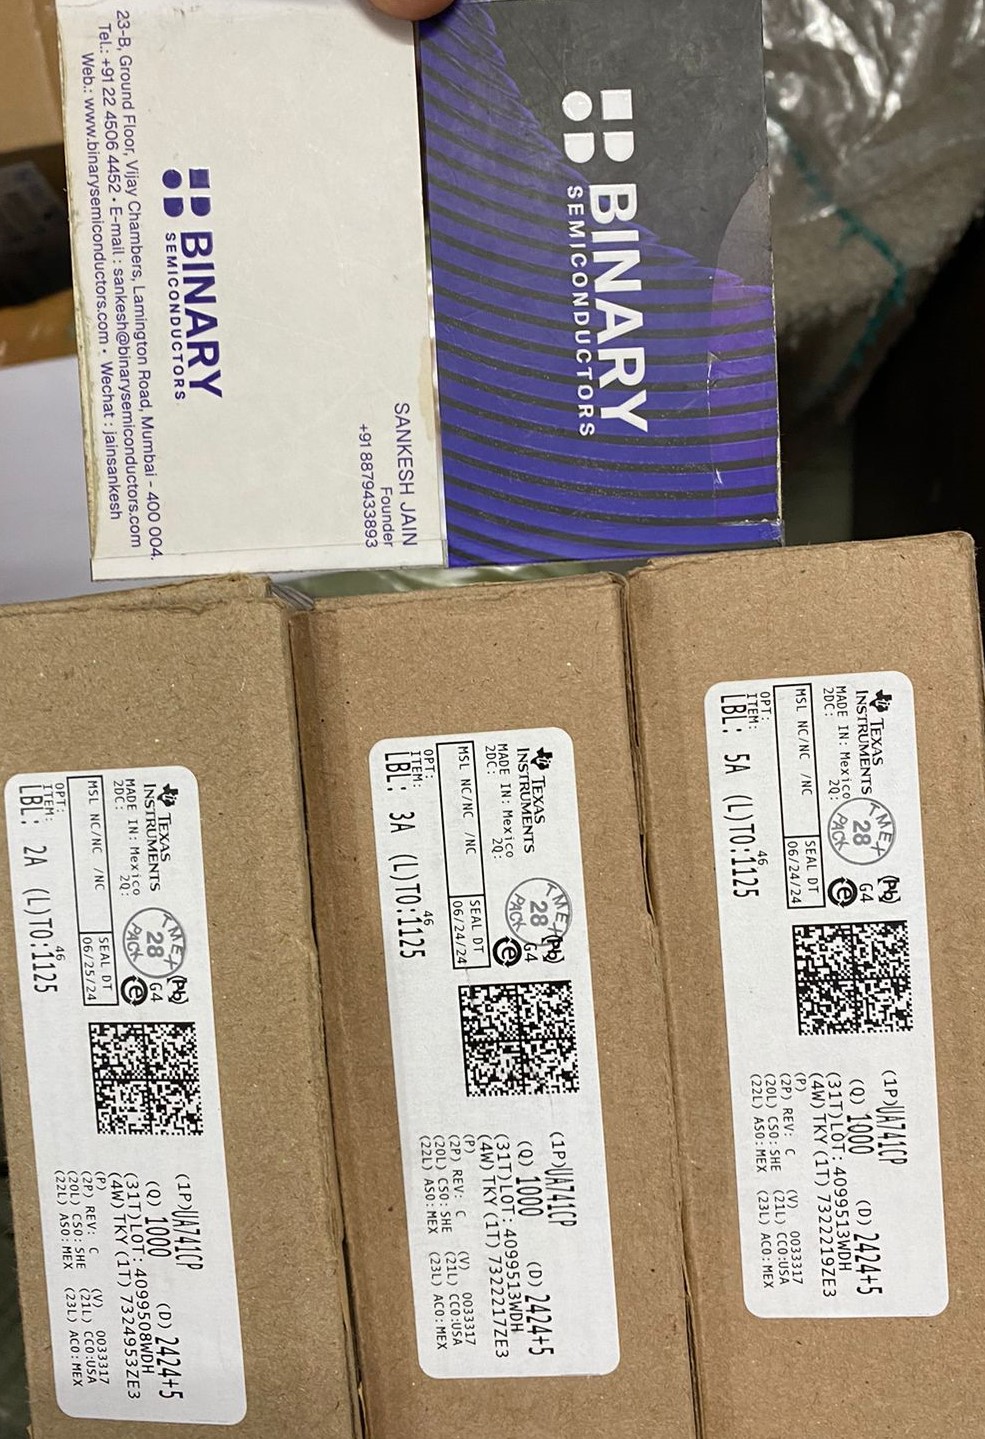 BINARY
SEMICONDUCTORS
SANKESH JAIN
Founder
+91 8879433893
BINARY
SEMICONDUCTORS
23-B, Ground Floor, Vijay Chambers, Lamington Road, Mumbai - 400 004.
Tel.: +91 22 4506 4452 • E-mail : sankesh@binarysemiconductors.com
Web.: www.binarysemiconductors.com • Wechat : jainsankesh
TEXAS
INSTRUMENTS
MADE IN: Mexico
2DC: 2Q:
TMEX
28
PACK
(Pb)
G4
e
MSL NC/NC /NC
SEAL DT
06/24/24
OPT:
ITEM: 46
LBL: 5A (L)TO:1125
(1P)UA741CP
(Q) 1000 (D) 2424+5
(31T)LOT: 4099513WDH
(4W) TKY (1T) 7322219ZE3
(P)
(2P) REV: C (V) 0033317
(20L) CSO:SHE (21L) CCO:USA
(22L) ASO:MEX (23L) ACO:MEX
TEXAS
INSTRUMENTS
MADE IN: Mexico
2DC: 2Q:
TMEX
28
PACK
(Pb)
G4
e
MSL NC/NC /NC
SEAL DT
06/24/24
OPT:
ITEM: 46
LBL: 3A (L)TO:1125
(1P)UA741CP
(Q) 1000 (D) 2424+5
(31T)LOT: 4099513WDH
(4W) TKY (1T) 7322217ZE3
(P)
(2P) REV: C (V) 0033317
(20L) CSO:SHE (21L) CCO:USA
(22L) ASO:MEX (23L) ACO:MEX
TEXAS
INSTRUMENTS
MADE IN: Mexico
2DC: 2Q:
TMEX
28
PACK
(Pb)
G4
e
MSL NC/NC /NC
SEAL DT
06/25/24
OPT:
ITEM: 46
LBL: 2A (L)TO:1125
(1P)UA741CP
(Q) 1000 (D) 2424+5
(31T)LOT: 4099508WDH
(4W) TKY (1T) 7324953ZE3
(P)
(2P) REV: C (V) 0033317
(20L) CSO:SHE (21L) CCO:USA
(22L) ASO:MEX (23L) ACO:MEX